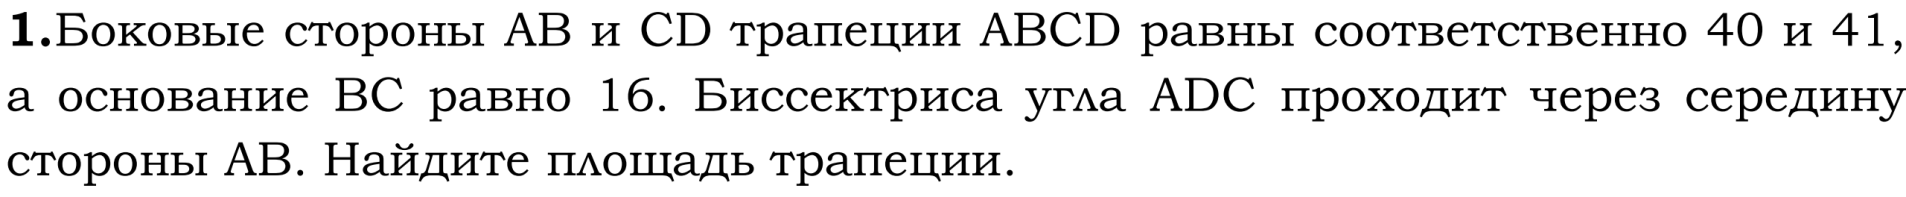 1.Боковые стороны AB и CD трапеции ABCD равны соответственно 40 и 41,
а основание BC равно 16. Биссектриса угла ADC проходит через середину
стороны AB. Найдите площадь трапеции.